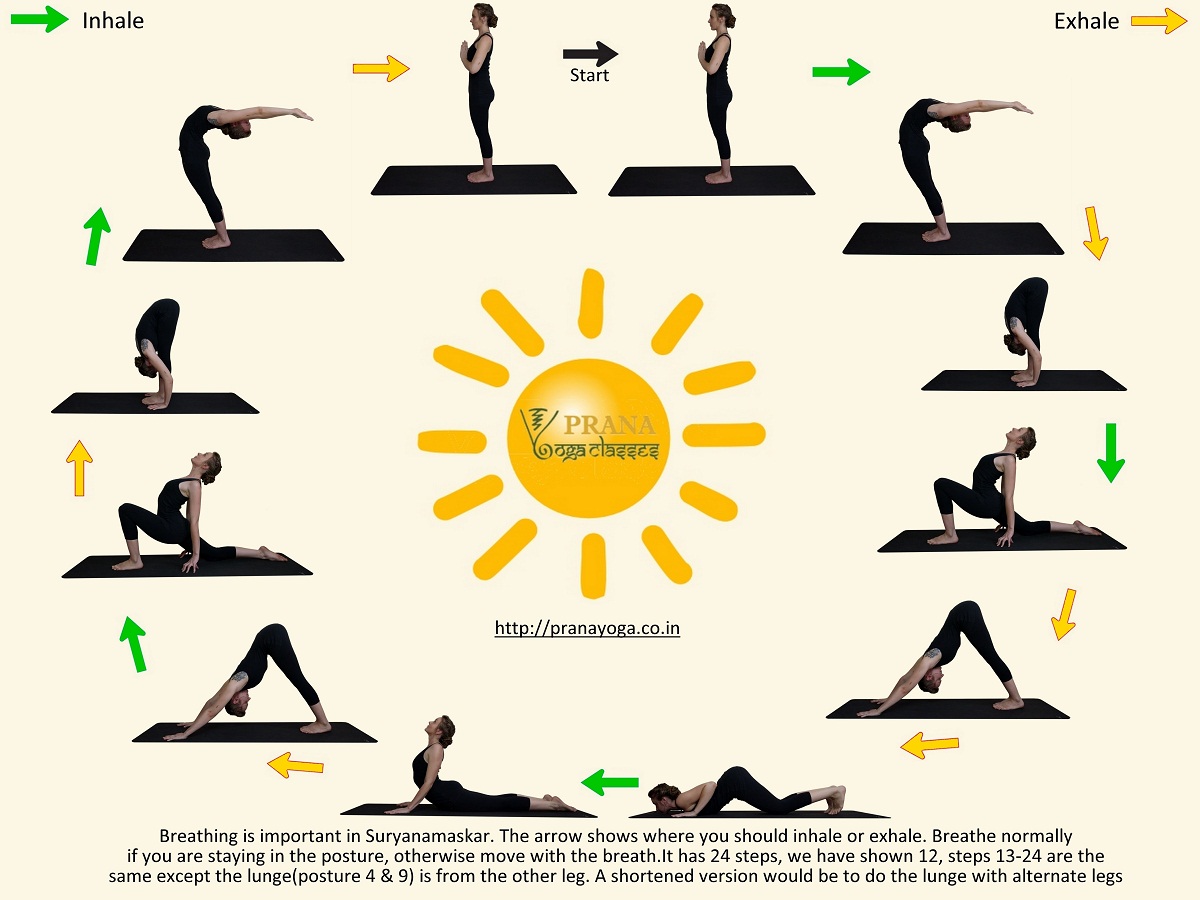 Inhale
Exhale
Start
PRANA
Yoga classes
http://pranayoga.co.in
Breathing is important in Suryanamaskar. The arrow shows where you should inhale or exhale. Breathe normally
if you are staying in the posture, otherwise move with the breath.It has 24 steps, we have shown 12, steps 13-24 are the
same except the lunge(posture 4 & 9) is from the other leg. A shortened version would be to do the lunge with alternate legs